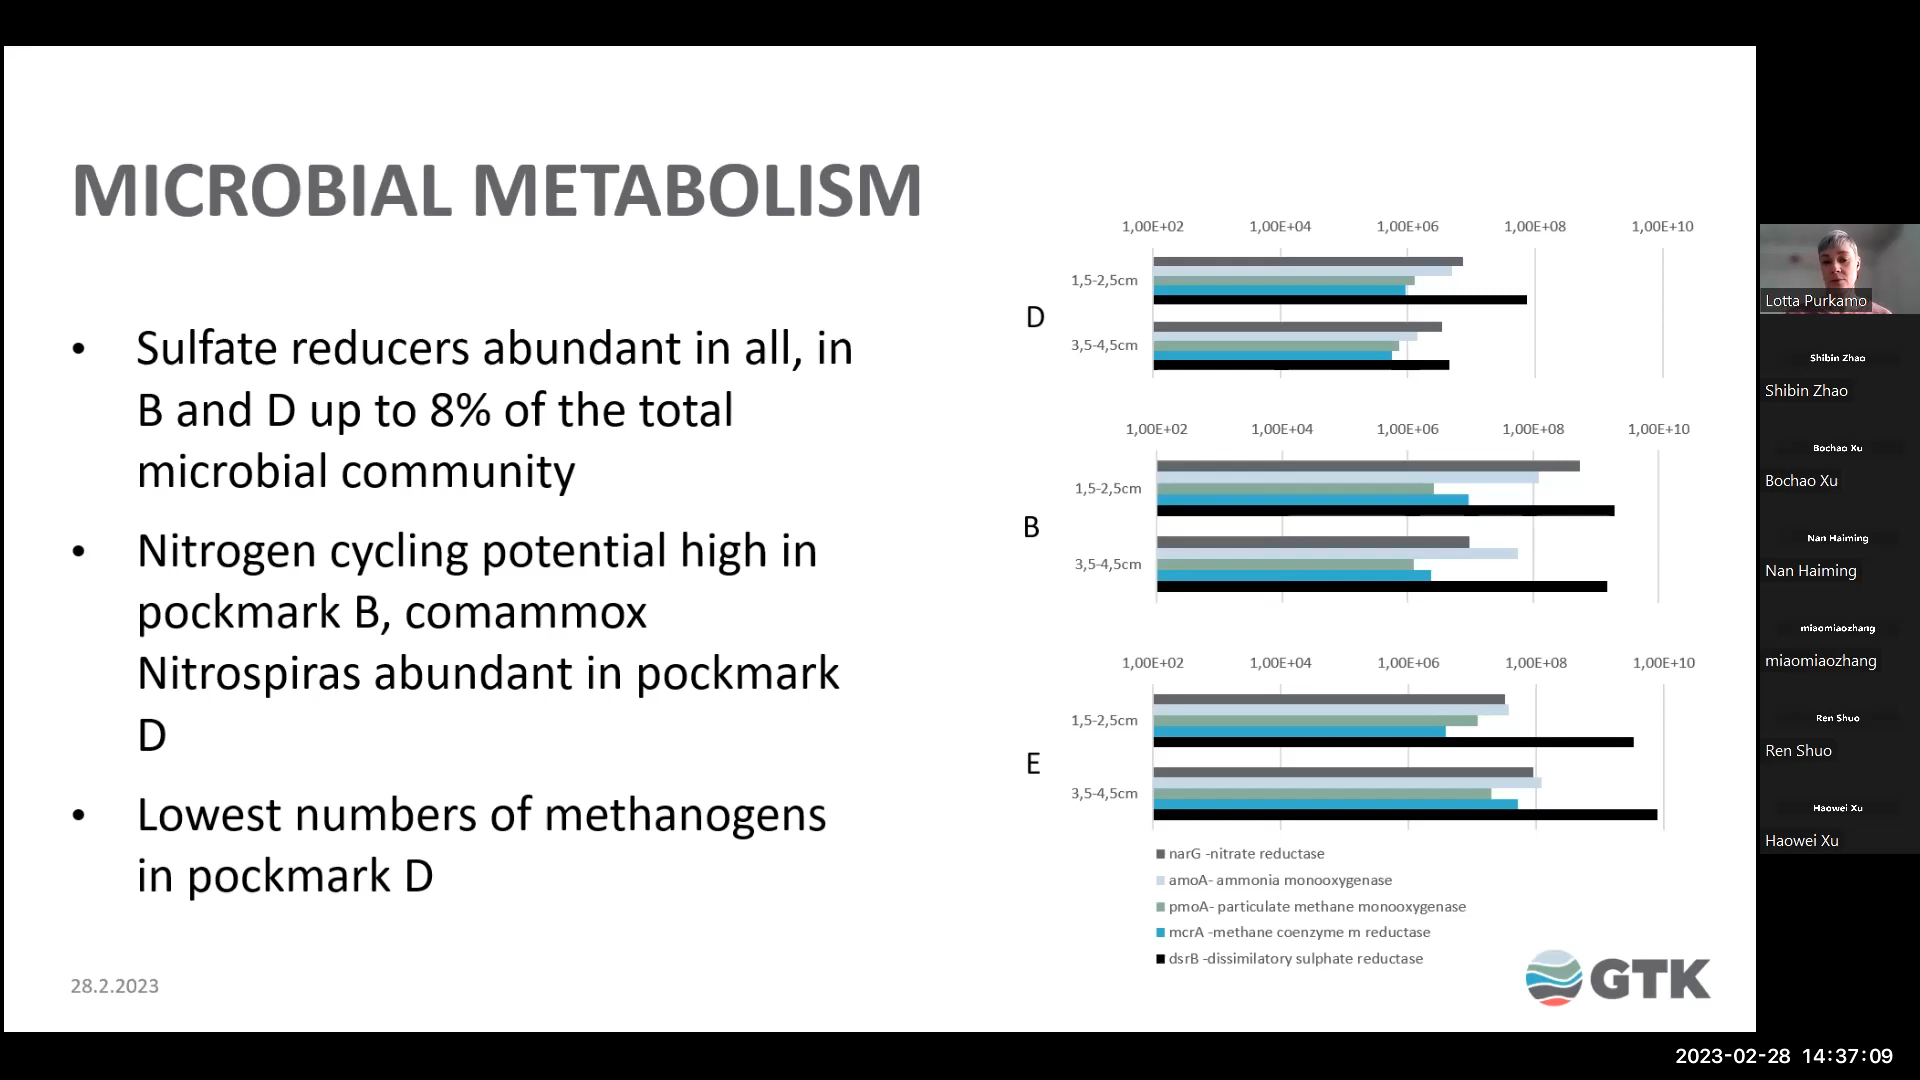 MICROBIAL METABOLISM
• Sulfate reducers abundant in all, in
B and D up to 8% of the total
microbial community
• Nitrogen cycling potential high in
pockmark B, comammox
Nitrospiras abundant in pockmark
D
• Lowest numbers of methanogens
in pockmark D
28.2.2023
1,00E+02 1,00E+04 1,00E+06 1,00E+08 1,00E+10
1,5-2,5cm
D
3,5-4,5cm
1,00E+02 1,00E+04 1,00E+06 1,00E+08 1,00E+10
1,5-2,5cm
B
3,5-4,5cm
1,00E+02 1,00E+04 1,00E+06 1,00E+08 1,00E+10
1,5-2,5cm
E
3,5-4,5cm
narG -nitrate reductase
amoA- ammonia monooxygenase
pmoA- particulate methane monooxygenase
mcrA -methane coenzyme m reductase
dsrB -dissimilatory sulphate reductase
GTK
Lotta Purkamo
Shibin Zhao
Shibin Zhao
Bochao Xu
Bochao Xu
Nan Haiming
Nan Haiming
miaomiaozhang
miaomiaozhang
Ren Shuo
Ren Shuo
Haowei Xu
Haowei Xu
2023-02-28 14:37:09